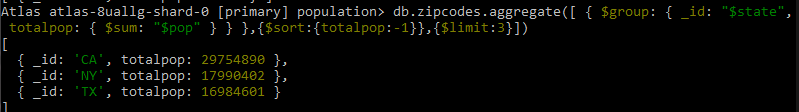 Atlas atlas-8uallg-shard-0 [primary] population> db.zipcodes.aggregate([ { $group: { _id: "$state",
totalpop: { $sum: "$pop" } } },{$sort:{totalpop:-1}},{$limit:3}])
[
{ _id: 'CA', totalpop: 29754890 },
{ _id: 'NY', totalpop: 17990402 },
{ _id: 'TX', totalpop: 16984601 }
]